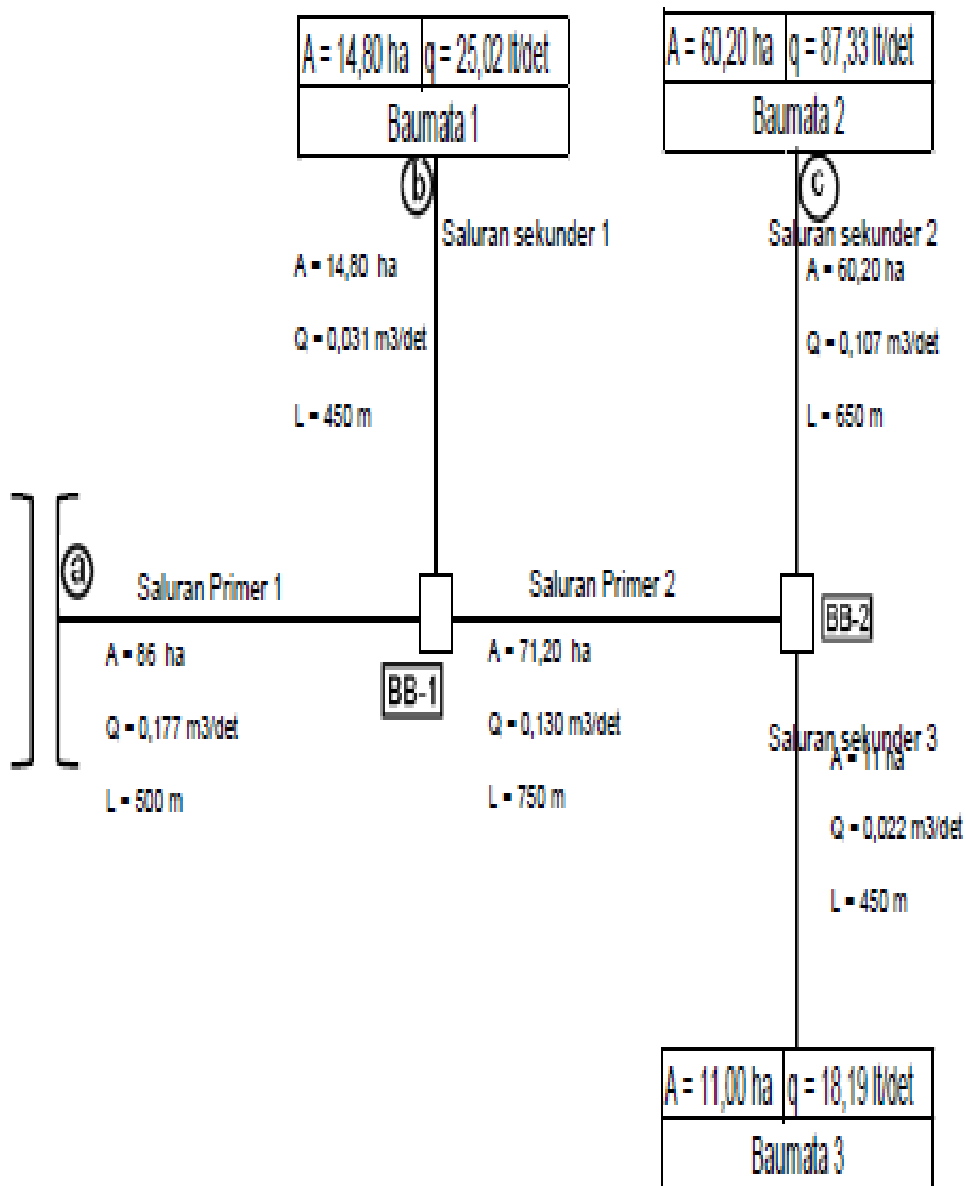 A = 14,80 ha q = 25,02 lt/det
Baumata 1
A = 60,20 ha q = 87,33 lt/det
Baumata 2
b
c
Saluran sekunder 1
Saluran sekunder 2
A = 14,80 ha
Q = 0,031 m3/det
L = 450 m
A = 60,20 ha
Q = 0,107 m3/det
L = 650 m
a
Saluran Primer 1
A = 86 ha
Q = 0,177 m3/det
L = 500 m
BB-1
Saluran Primer 2
A = 71,20 ha
Q = 0,130 m3/det
L = 750 m
BB-2
Saluran sekunder 3
A = 11 ha
Q = 0,022 m3/det
L = 450 m
A = 11,00 ha q = 18,19 lt/det
Baumata 3